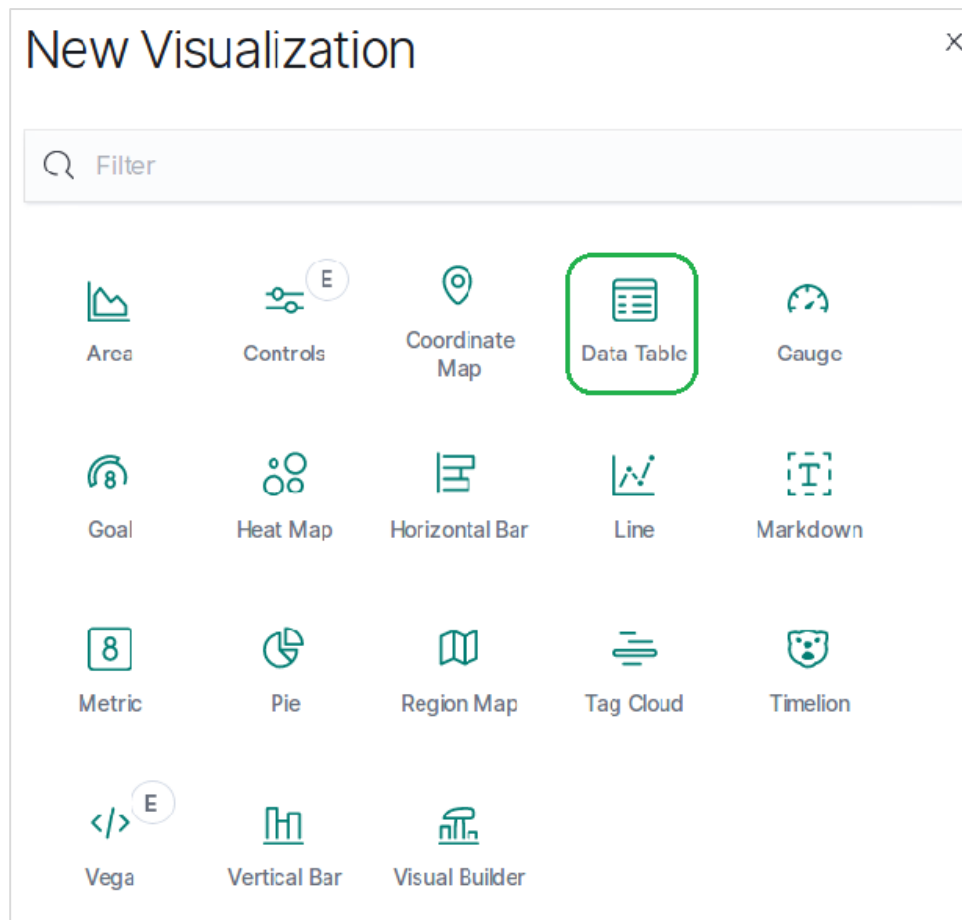 New Visualization
Filter
E
Area
Controls
Coordinate
Map
Data Table
Gauge
8
T
Goal
Heat Map
Horizontal Bar
Line
Markdown
8
Metric
Pie
Region Map
Tag Cloud
Timelion
E
Vega
Vertical Bar
Visual Builder